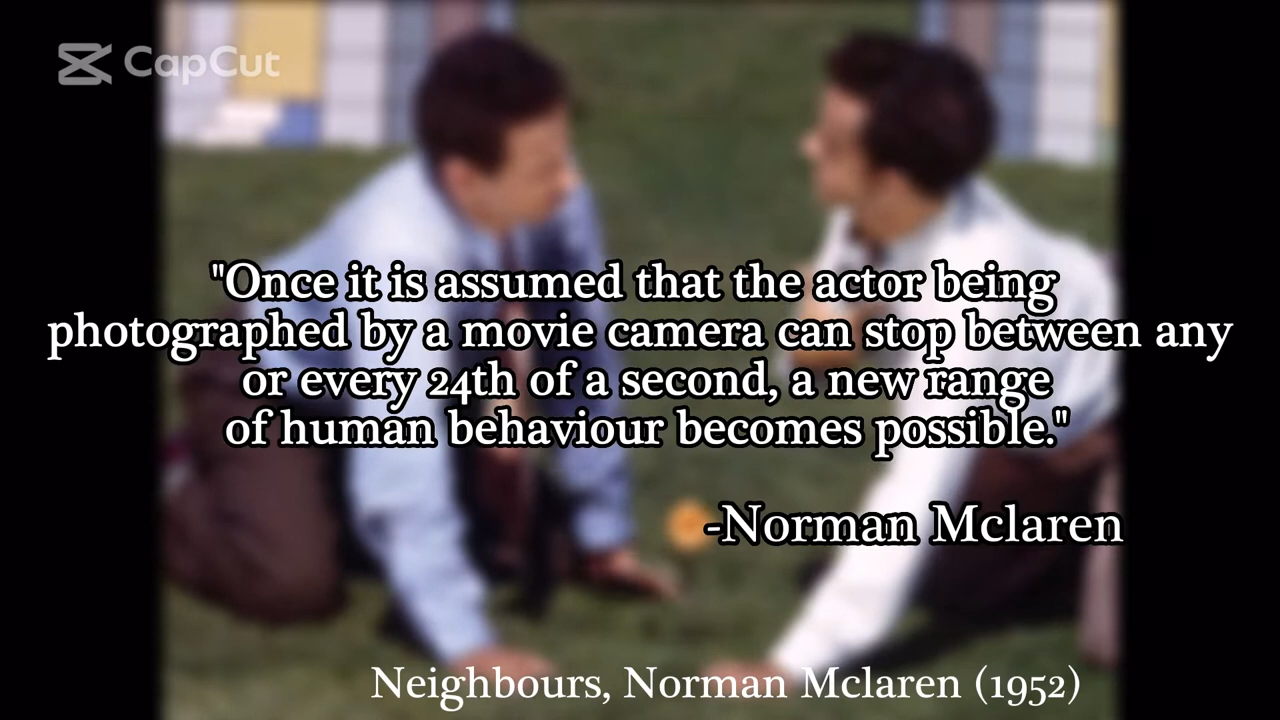 CapCut
"Once it is assumed that the actor being
photographed by a movie camera can stop between any
or every 24th of a second, a new range
of human behaviour becomes possible."
-Norman Mclaren
Neighbours, Norman Mclaren (1952)